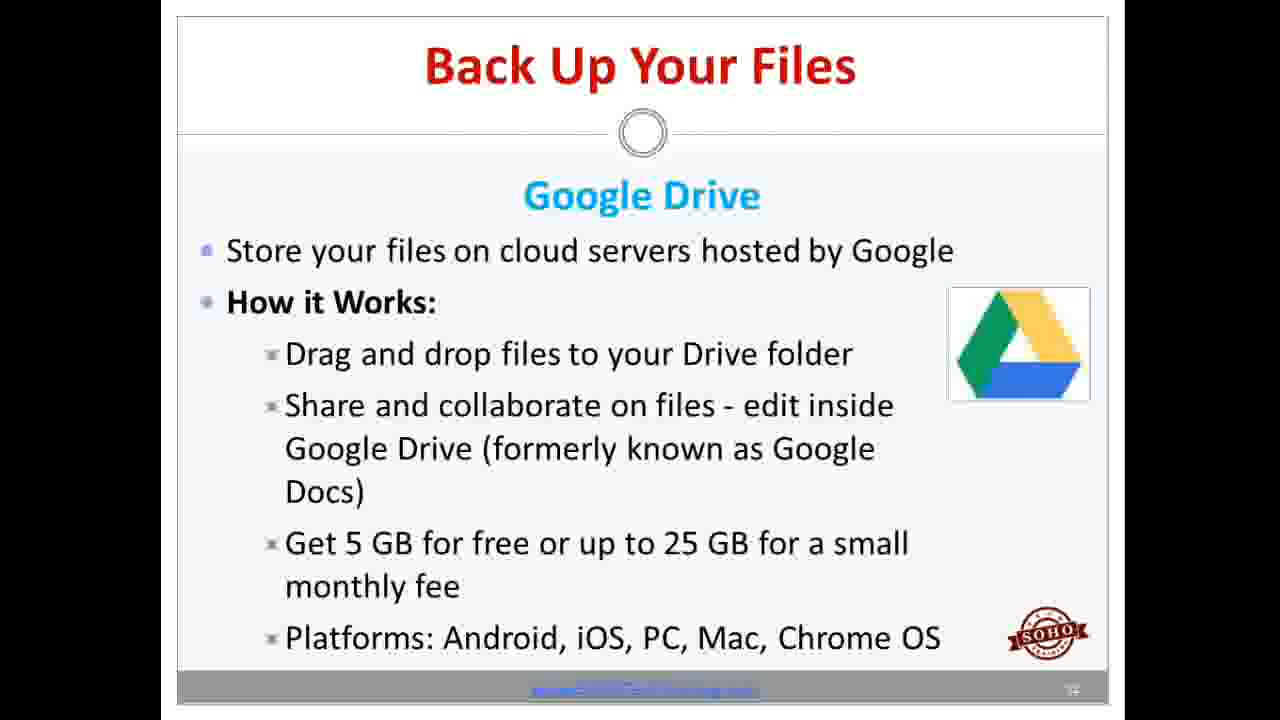 Back Up Your Files
Google Drive
Store your files on cloud servers hosted by Google
How it Works:
Drag and drop files to your Drive folder
Share and collaborate on files - edit inside
Google Drive (formerly known as Google
Docs)
Get 5 GB for free or up to 25 GB for a small
monthly fee
Platforms: Android, iOS, PC, Mac, Chrome OS
SOHO